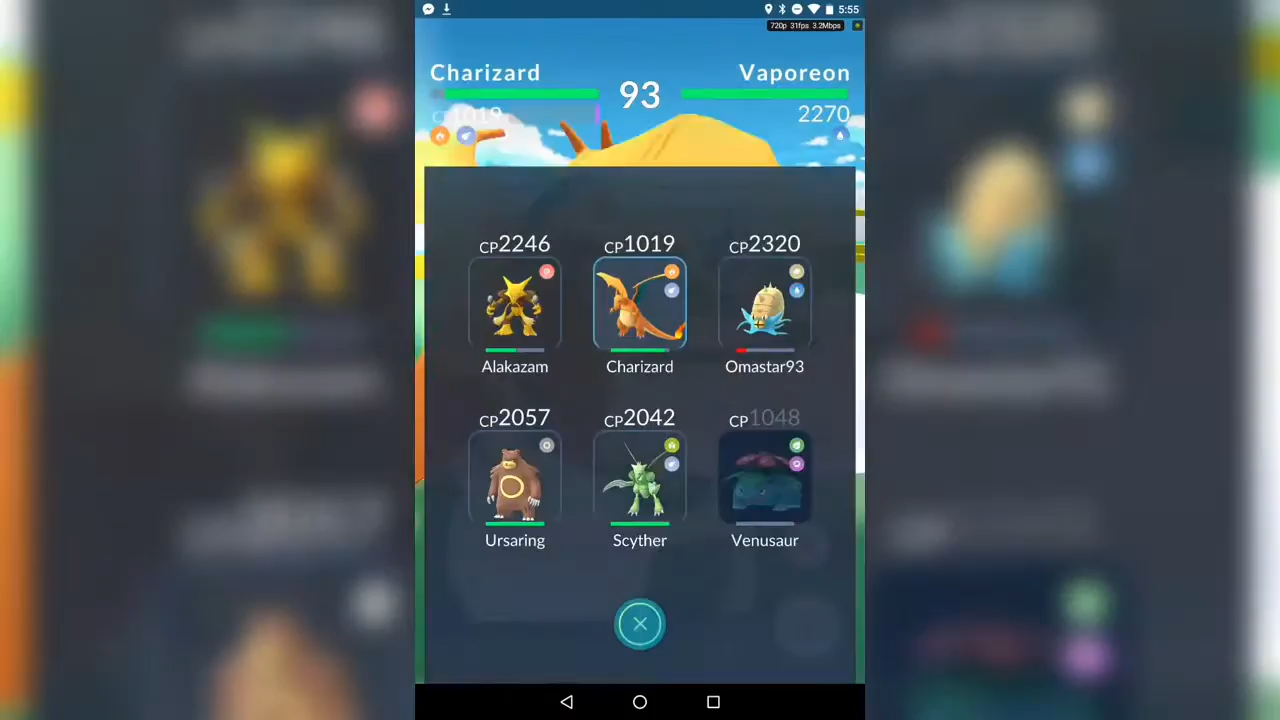 5:55
720p 31fps 3.2Mbps
Charizard
93
Vaporeon
CP1019
2270
CP2246
CP1019
CP2320
Alakazam
Charizard
Omastar93
CP2057
CP2042
CP1048
Ursaring
Scyther
Venusaur